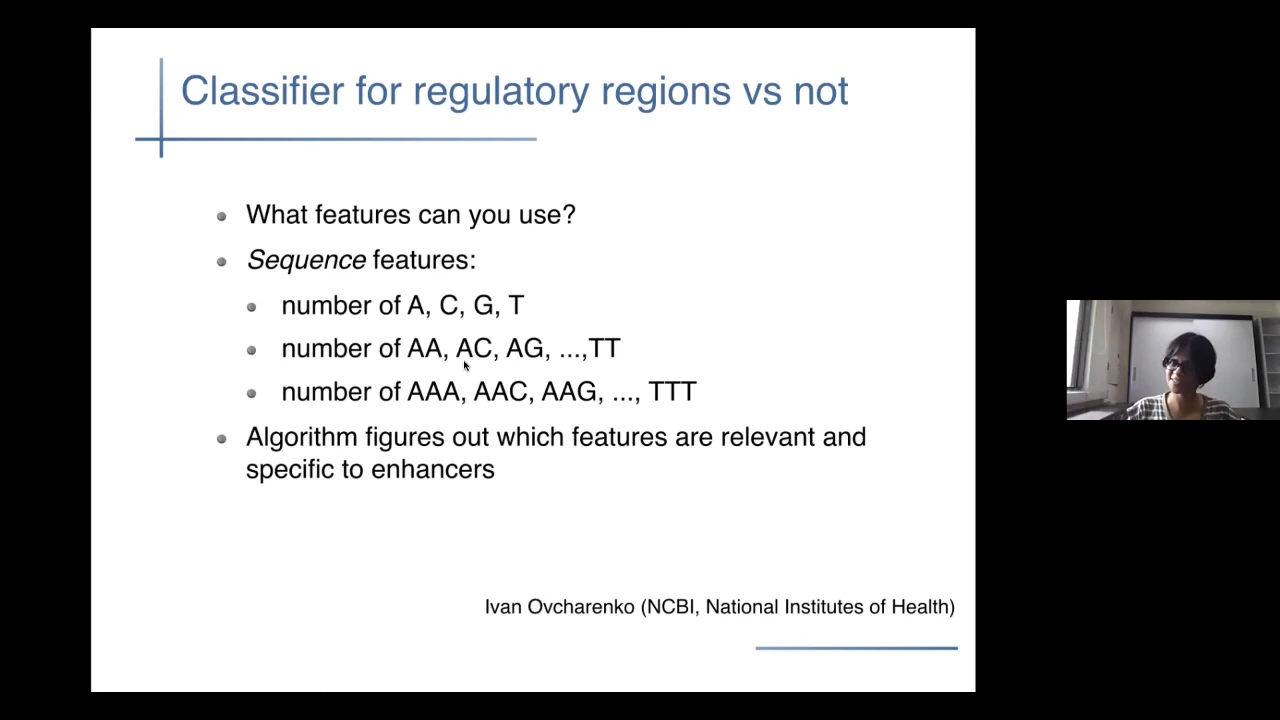 Classifier for regulatory regions vs not
What features can you use?
Sequence features:
number of A, C, G, T
number of AA, AC, AG, ...,TT
number of AAA, AAC, AAG, ..., TTT
Algorithm figures out which features are relevant and
specific to enhancers
Ivan Ovcharenko (NCBI, National Institutes of Health)